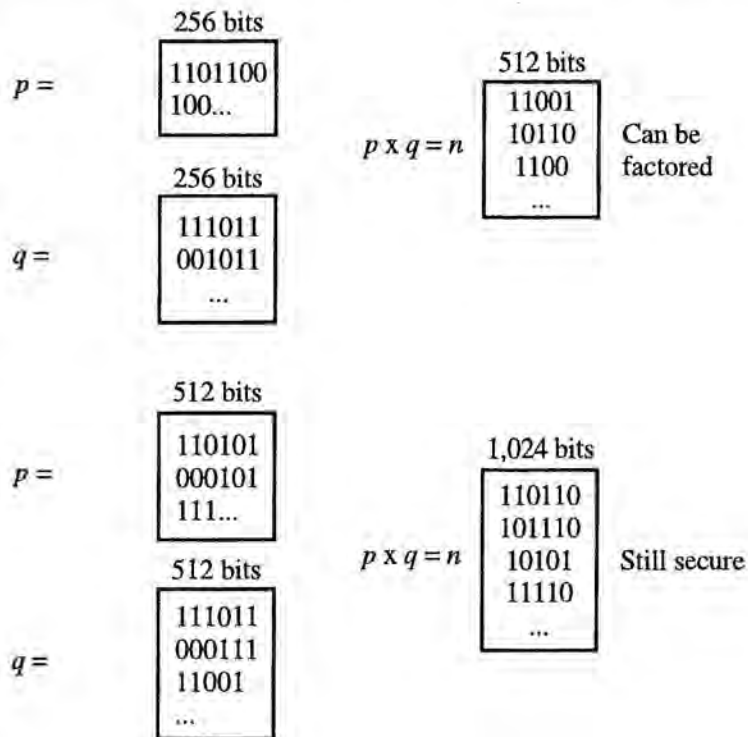 256 bits
p =
1101100
100...
256 bits
q =
111011
001011
...
p x q = n
512 bits
11001
10110
1100
...
Can be
factored
512 bits
p =
110101
000101
111...
512 bits
q =
111011
000111
11001
...
p x q = n
1,024 bits
110110
101110
10101
11110
...
Still secure